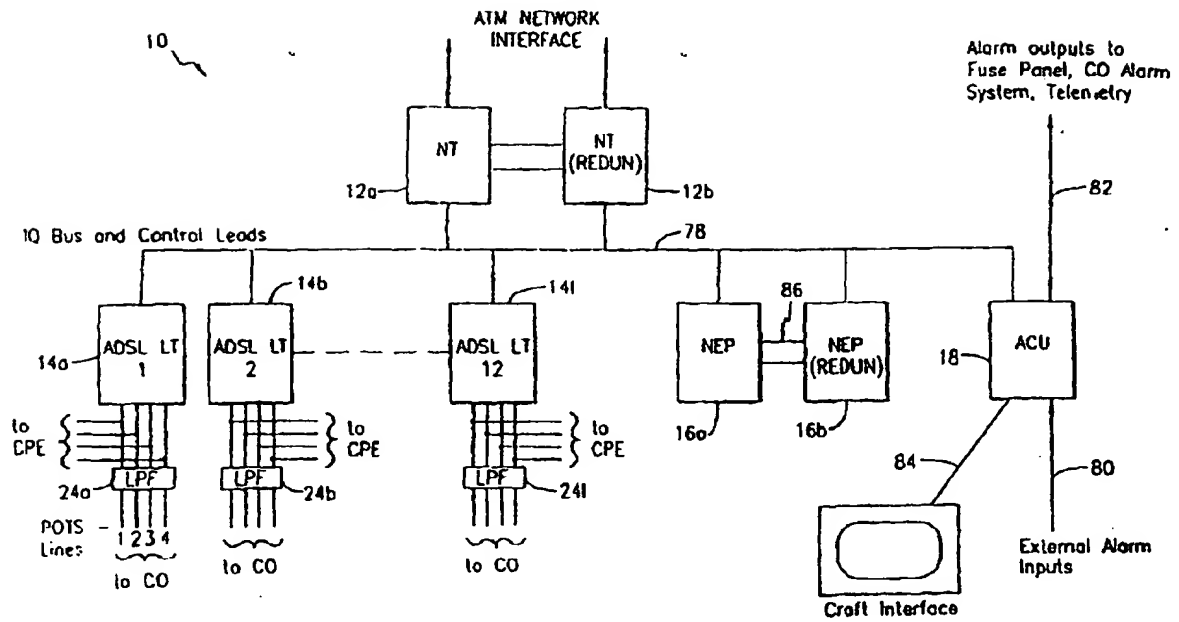 10
ATM NETWORK
INTERFACE
Alarm outputs to
Fuse Panel, CO Alarm
System, Telemetry
NT
NT
(REDUN)
12a
12b
82
IQ Bus and Control Leads
78
14b
14l
86
14a
ADSL LT
1
ADSL LT
2
ADSL LT
12
NEP
NEP
(REDUN)
18
ACU
16a
16b
to
CPE
to
CPE
to
CPE
24a
LPF
LPF
24b
LPF
24l
84
80
POTS
Lines
1 2 3 4
to CO
to CO
to CO
External Alarm
Inputs
Craft Interface